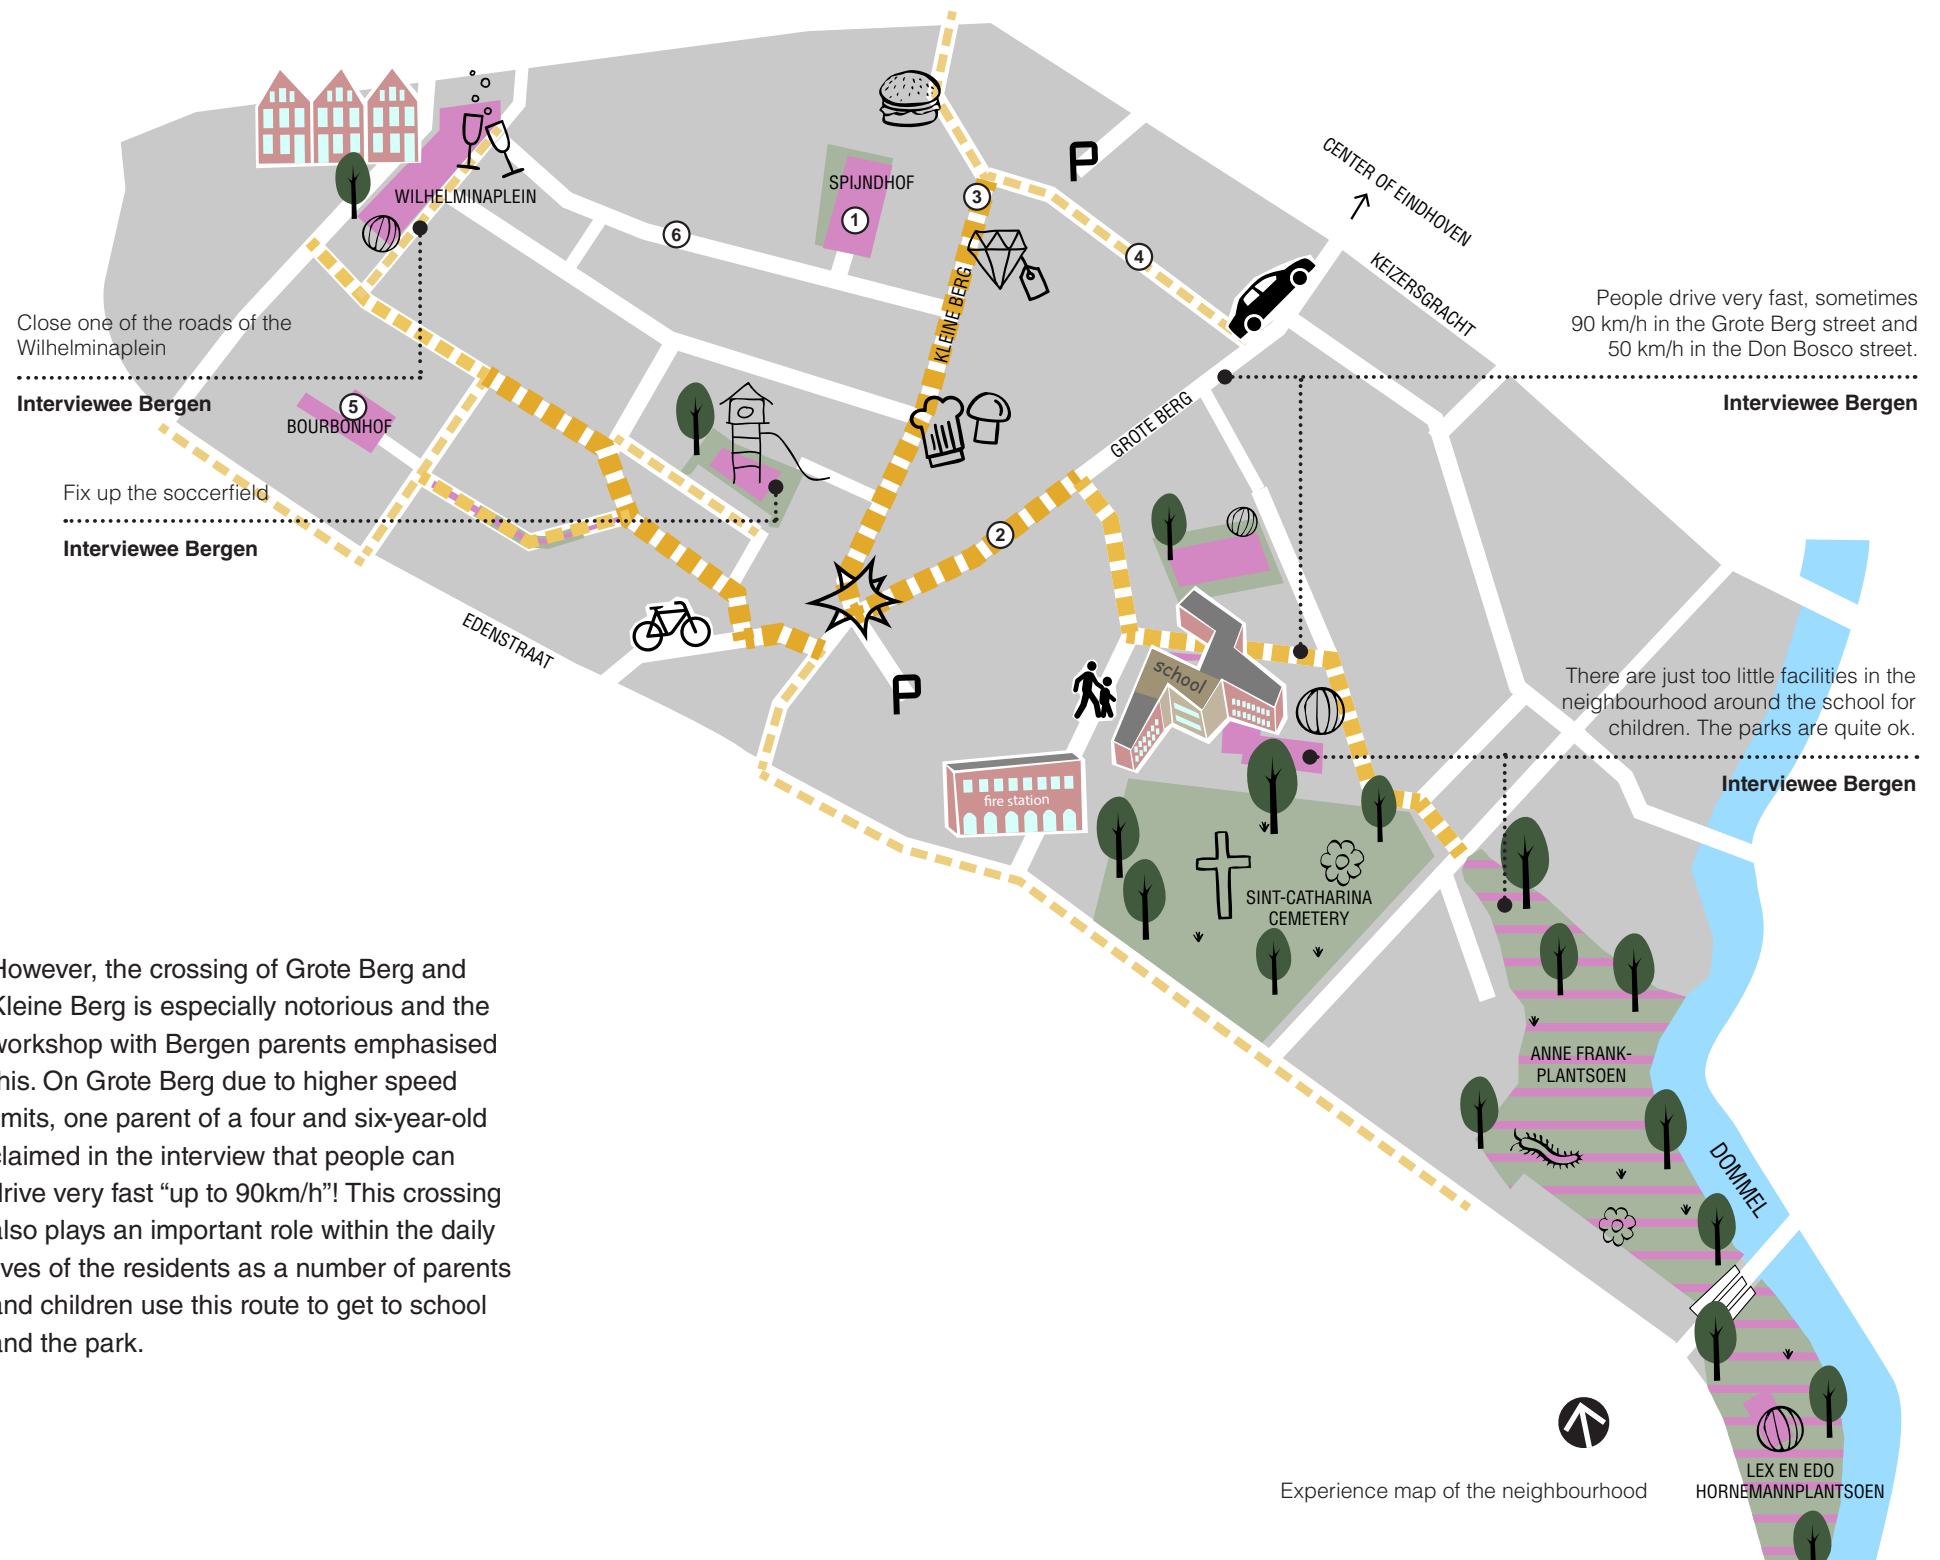 CENTER OF EINDHOVEN
KEIZERSGRACHT
P
SPIJNDHOF
1
3
WILHELMINAPLEIN
6
4
KLEINE BERG
Close one of the roads of the
Wilhelminaplein
Interviewee Bergen
People drive very fast, sometimes
90 km/h in the Grote Berg street and
50 km/h in the Don Bosco street.
Interviewee Bergen
5
BOURBONHOF
GROTE BERG
Fix up the soccerfield
Interviewee Bergen
2
EDENSTRAAT
P
school
There are just too little facilities in the
neighbourhood around the school for
children. The parks are quite ok.
Interviewee Bergen
fire station
SINT-CATHARINA
CEMETERY
ANNE FRANK-
PLANTSOEN
DOMMEL
However, the crossing of Grote Berg and
Kleine Berg is especially notorious and the
workshop with Bergen parents emphasised
this. On Grote Berg due to higher speed
mits, one parent of a four and six-year-old
claimed in the interview that people can
drive very fast “up to 90km/h”! This crossing
also plays an important role within the daily
ves of the residents as a number of parents
and children use this route to get to school
and the park.
LEX EN EDO
HORNEMANNPLANTSOEN
Experience map of the neighbourhood